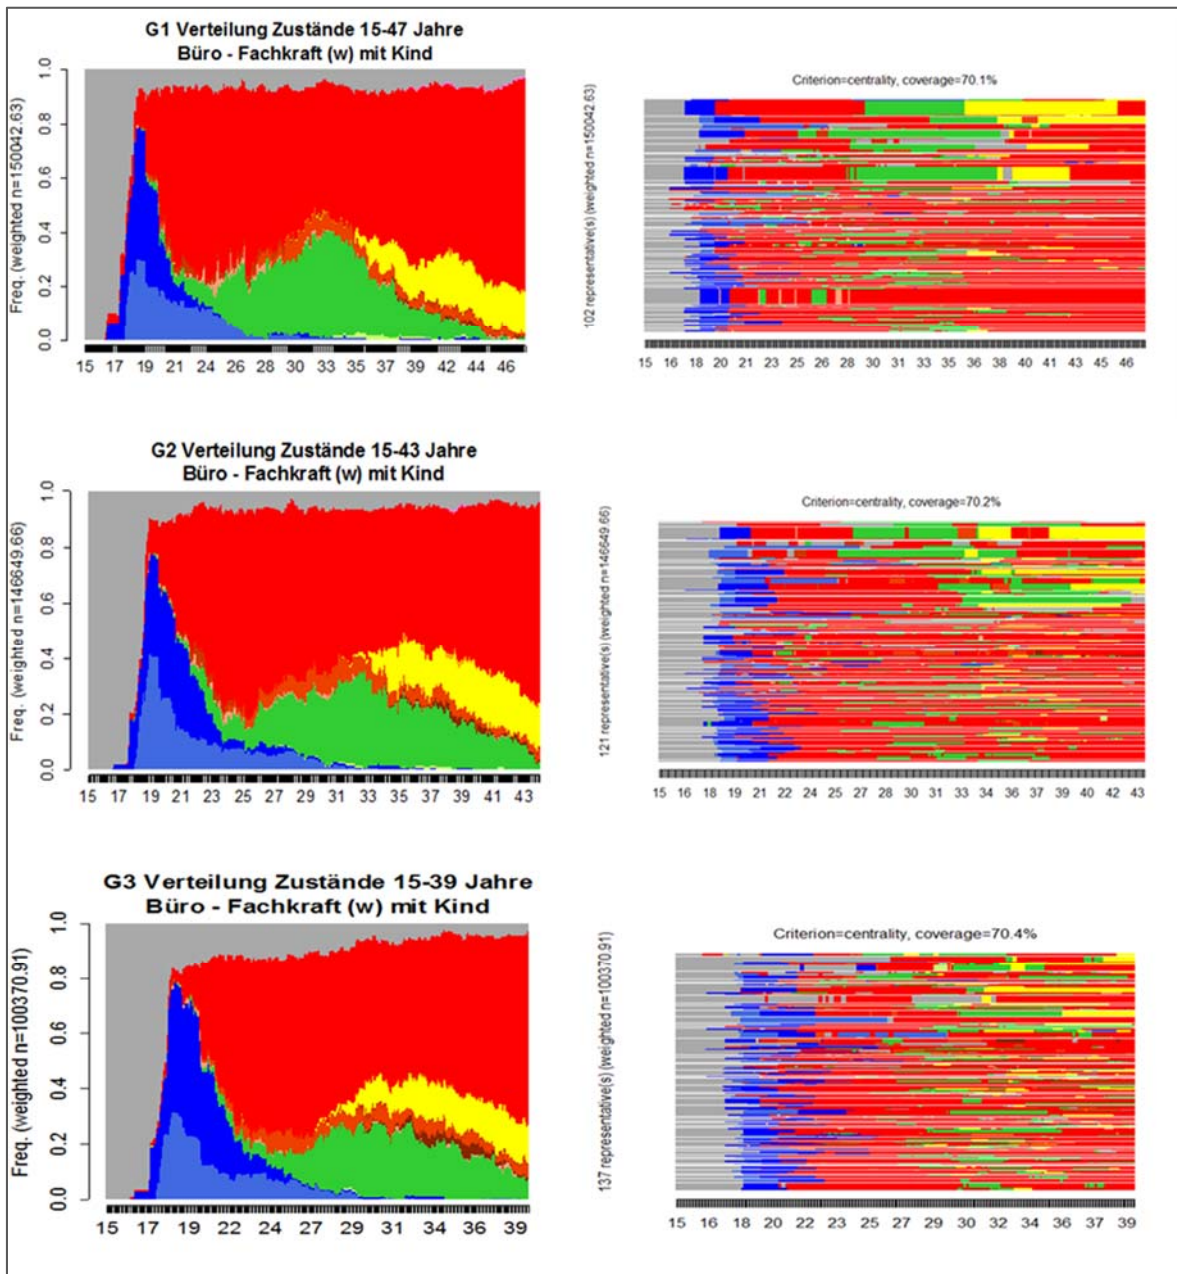 G1 Verteilung Zustände 15-47 Jahre
Büro - Fachkraft (w) mit Kind
Freq. (weighted n=150042.63)
1.0
0.8
0.6
0.4
0.2
0.0
15 17 19 21 24 26 28 30 33 35 37 39 42 44 46
Criterion=centrality, coverage=70.1%
102 representative(s) (weighted n=150042.63)
15 16 18 20 21 23 25 26 28 30 31 33 35 36 38 40 41 43 45 46
G2 Verteilung Zustände 15-43 Jahre
Büro - Fachkraft (w) mit Kind
Freq. (weighted n=146649.66)
1.0
0.8
0.6
0.4
0.2
0.0
15 17 19 21 23 25 27 29 31 33 35 37 39 41 43
Criterion=centrality, coverage=70.2%
121 representative(s) (weighted n=146649.66)
15 16 18 19 21 22 24 25 27 28 30 31 33 34 36 37 39 40 42 43
G3 Verteilung Zustände 15-39 Jahre
Büro - Fachkraft (w) mit Kind
Freq. (weighted n=100370.91)
1.0
0.8
0.6
0.4
0.2
0.0
15 17 19 22 24 27 29 32 34 37 39
Criterion=centrality, coverage=70.4%
137 representative(s) (weighted n=100370.91)
15 16 18 20 22 23 25 27 29 30 32 34 35 37 39